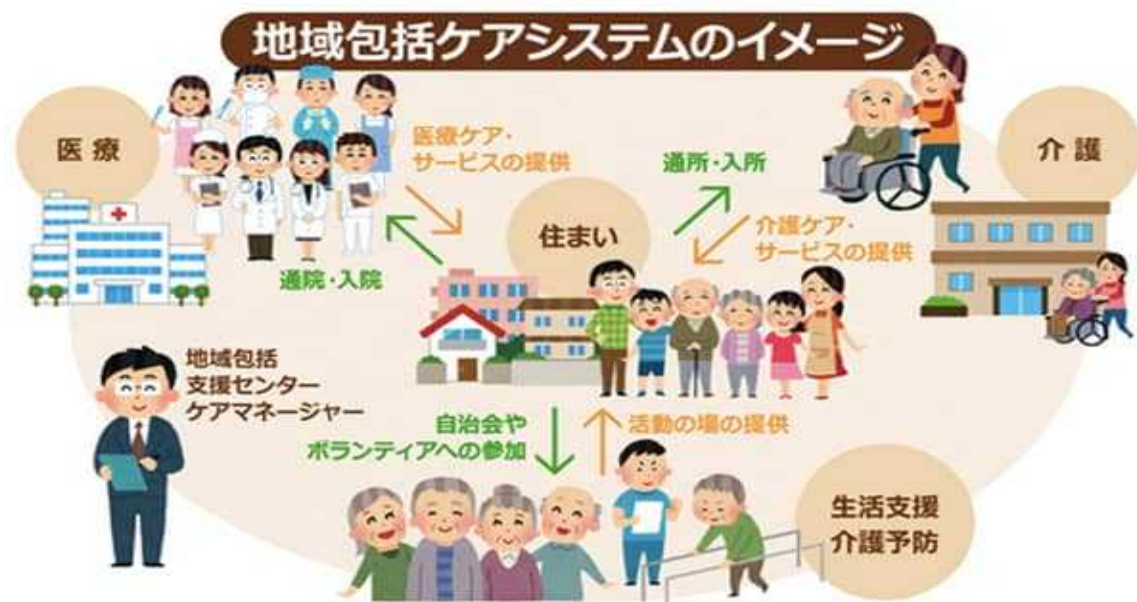 地域包括ケアシステムのイメージ
医療
医療ケア・
サービスの提供
通院・入院
住まい
通所・入所
介護ケア・
サービスの提供
介護
地域包括
支援センター
ケアマネージャー
自治会や
ボランティアへの参加
活動の場の提供
生活支援
介護予防